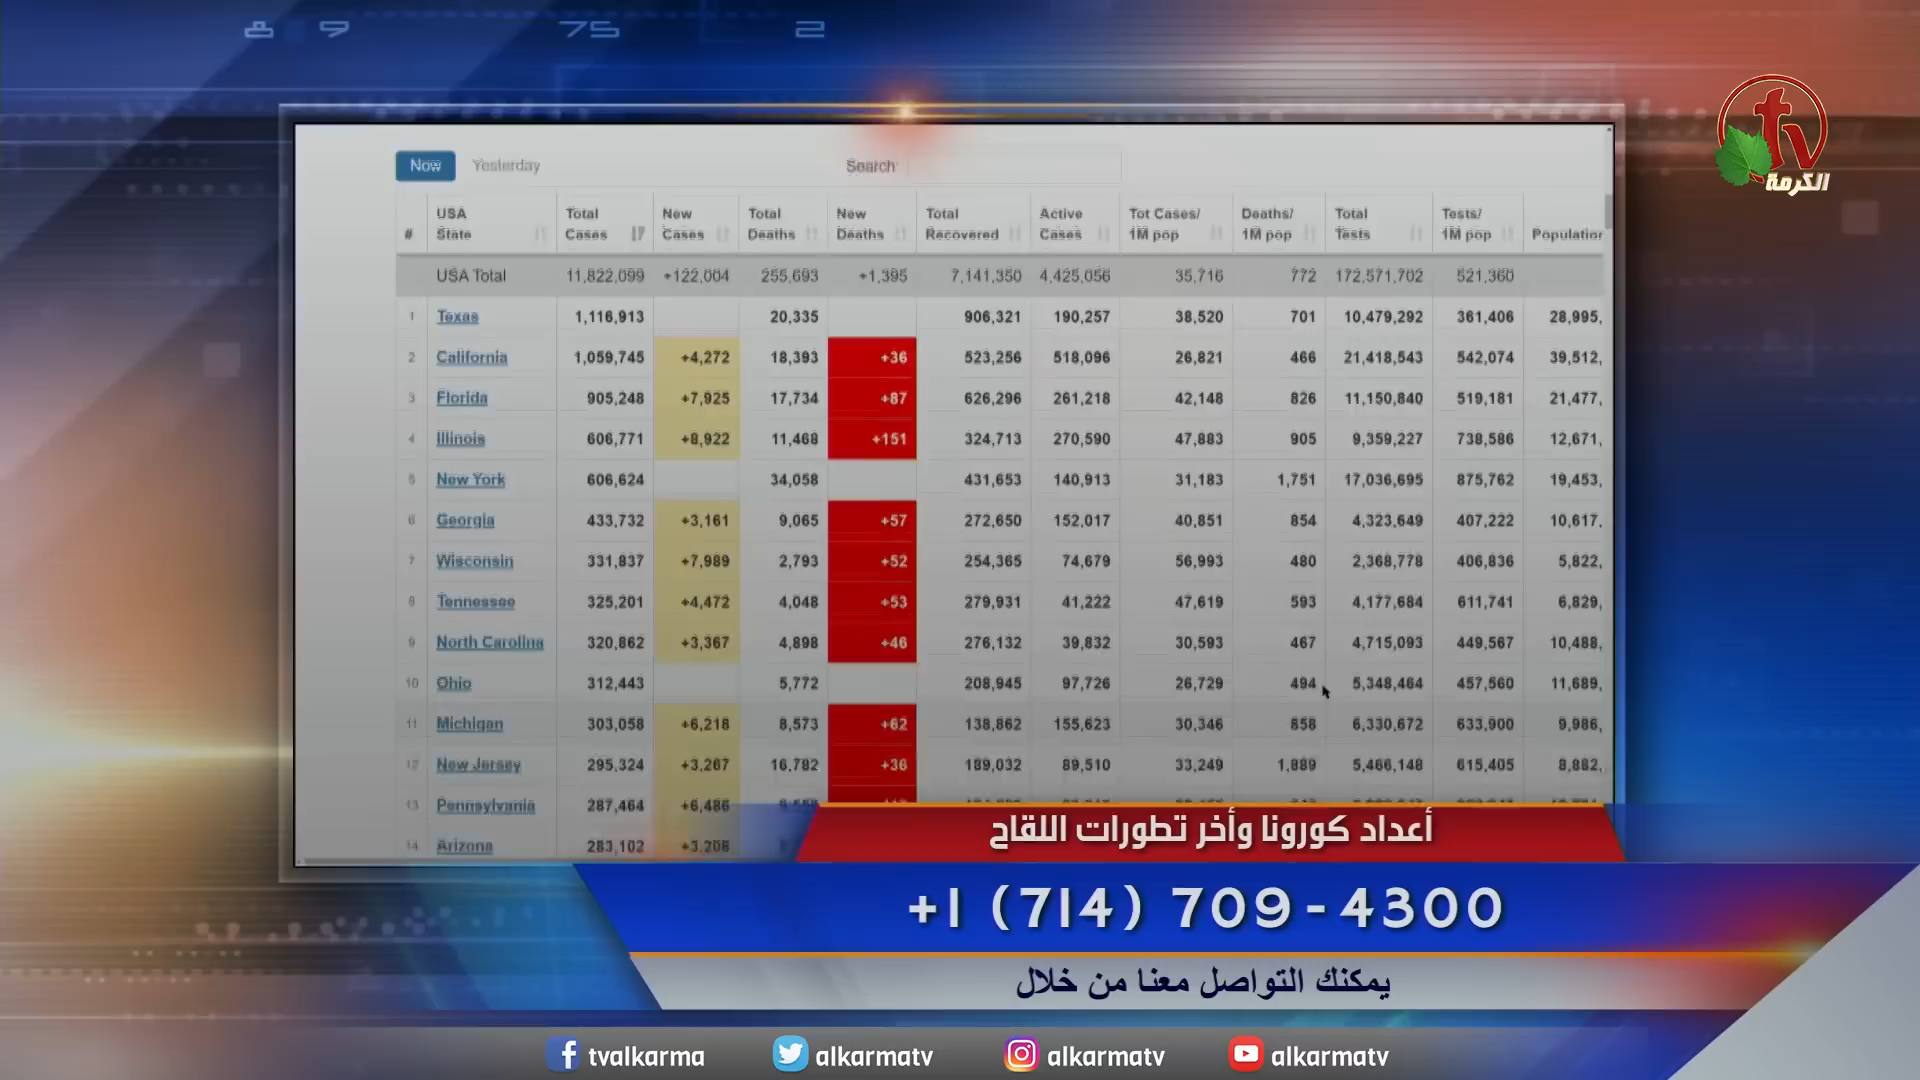 9 75 2
tv
الكرمة
Now Yesterday Search
# USA State Total Cases New Cases Total Deaths New Deaths Total Recovered Active Cases Tot Cases/ 1M pop Deaths/ 1M pop Total Tests Tests/ 1M pop Population
USA Total 11,822,099 +122,004 255,693 +1,395 7,141,350 4,425,056 35,716 772 172,571,702 521,360
1 Texas 1,116,913 20,335 906,321 190,257 38,520 701 10,479,292 361,406 28,995,
2 California 1,059,745 +4,272 18,393 +36 523,256 518,096 26,821 466 21,418,543 542,074 39,512,
3 Florida 905,248 +7,925 17,734 +87 626,296 261,218 42,148 826 11,150,840 519,181 21,477,
4 Illinois 606,771 +8,922 11,468 +151 324,713 270,590 47,883 905 9,359,227 738,586 12,671,
5 New York 606,624 34,058 431,653 140,913 31,183 1,751 17,036,695 875,762 19,453,
6 Georgia 433,732 +3,161 9,065 +57 272,650 152,017 40,851 854 4,323,649 407,222 10,617,
7 Wisconsin 331,837 +7,989 2,793 +52 254,365 74,679 56,993 480 2,368,778 406,836 5,822,
8 Tennessee 325,201 +4,472 4,048 +53 279,931 41,222 47,619 593 4,177,684 611,741 6,829,
9 North Carolina 320,862 +3,367 4,898 +46 276,132 39,832 30,593 467 4,715,093 449,567 10,488,
10 Ohio 312,443 5,772 208,945 97,726 26,729 494 5,348,464 457,560 11,689,
11 Michigan 303,058 +6,218 8,573 +62 138,862 155,623 30,346 858 6,330,672 633,900 9,986,
12 New Jersey 295,324 +3,267 16,782 +36 189,032 89,510 33,249 1,889 5,466,148 615,405 8,882,
13 Pennsylvania 287,464 +6,486
14 Arizona 283,102 +3,208
أعداد كورونا وأخر تطورات اللقاح
+1 (714) 709-4300
يمكنك التواصل معنا من خلال
tvalkarma alkarmatv alkarmatv alkarmatv